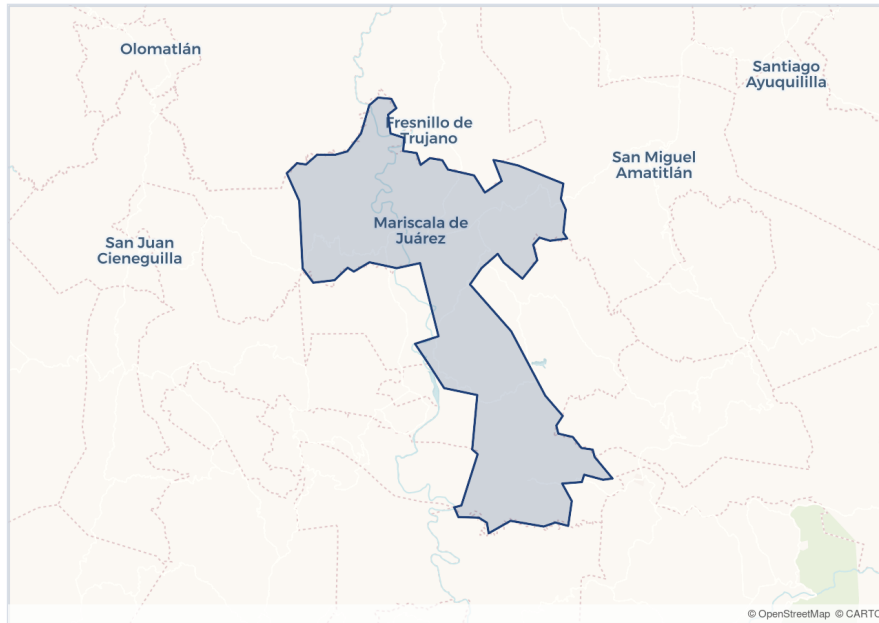 Olomatlán
Santiago
Ayuquililla
Fresnillo de
Trujano
San Miguel
Amatitlán
Mariscala de
Juárez
San Juan
Cieneguilla
© OpenStreetMap © CARTO